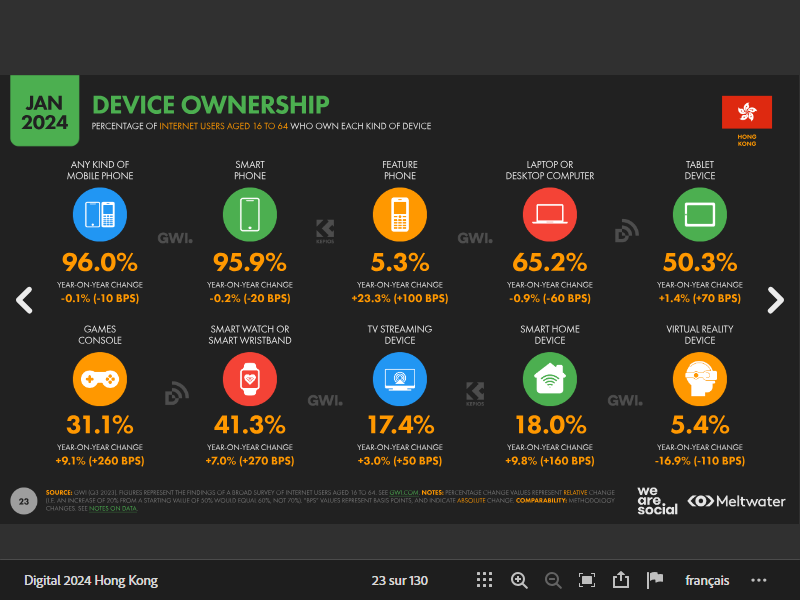 JAN
2024
DEVICE OWNERSHIP
PERCENTAGE OF INTERNET USERS AGED 16 TO 64 WHO OWN EACH KIND OF DEVICE
HONG
KONG
ANY KIND OF
MOBILE PHONE
96.0%
YEAR-ON-YEAR CHANGE
-0.1% (-10 BPS)
SMART
PHONE
95.9%
YEAR-ON-YEAR CHANGE
-0.2% (-20 BPS)
FEATURE
PHONE
5.3%
YEAR-ON-YEAR CHANGE
+23.3% (+100 BPS)
LAPTOP OR
DESKTOP COMPUTER
65.2%
YEAR-ON-YEAR CHANGE
-0.9% (-60 BPS)
TABLET
DEVICE
50.3%
YEAR-ON-YEAR CHANGE
+1.4% (+70 BPS)
GWI.
KEPIOS
GWI.
GAMES
CONSOLE
31.1%
YEAR-ON-YEAR CHANGE
+9.1% (+260 BPS)
SMART WATCH OR
SMART WRISTBAND
41.3%
YEAR-ON-YEAR CHANGE
+7.0% (+270 BPS)
TV STREAMING
DEVICE
17.4%
YEAR-ON-YEAR CHANGE
+3.0% (+50 BPS)
SMART HOME
DEVICE
18.0%
YEAR-ON-YEAR CHANGE
+9.8% (+160 BPS)
VIRTUAL REALITY
DEVICE
5.4%
YEAR-ON-YEAR CHANGE
-16.9% (-110 BPS)
GWI.
KEPIOS
GWI.
23
SOURCE: GWI (Q3 2023). FIGURES REPRESENT THE FINDINGS OF A BROAD SURVEY OF INTERNET USERS AGED 16 TO 64. SEE GWI.COM. NOTES: PERCENTAGE CHANGE VALUES REPRESENT RELATIVE CHANGE
(I.E. AN INCREASE OF 20% FROM A STARTING VALUE OF 50% WOULD EQUAL 60%, NOT 70%). "BPS" VALUES REPRESENT BASIS POINTS, AND INDICATE ABSOLUTE CHANGE. COMPARABILITY: METHODOLOGY
CHANGES. SEE NOTES ON DATA.
we
are.
social
Meltwater
Digital 2024 Hong Kong
23 sur 130
français